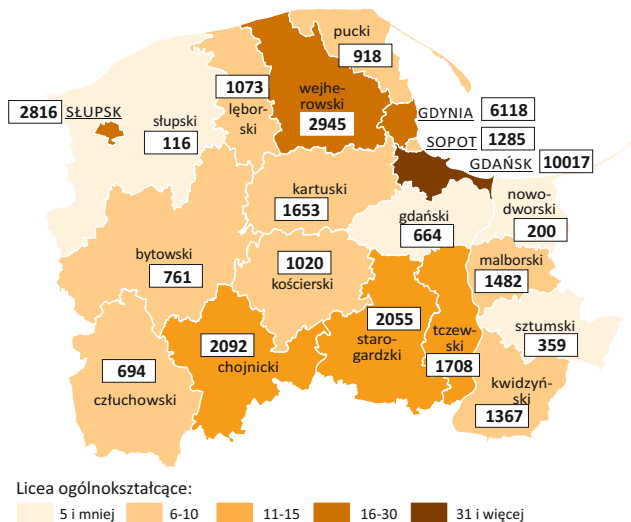 pucki
918
1073
lębor-
ski
wejhe-
rowski
2945
2816 SŁUPSK
słupski
116
GDYNIA 6118
SOPOT 1285
GDAŃSK 10017
kartuski
1653
gdański
664
nowo-
dworski
200
bytowski
761
1020
kościerski
malborski
1482
2055
staro-
gardzki
tczew-
ski
1708
sztumski
359
2092
chojnicki
694
człuchowski
kwidzyń-
ski
1367
Licea ogólnokształcące:
5 i mniej 6-10 11-15 16-30 31 i więcej